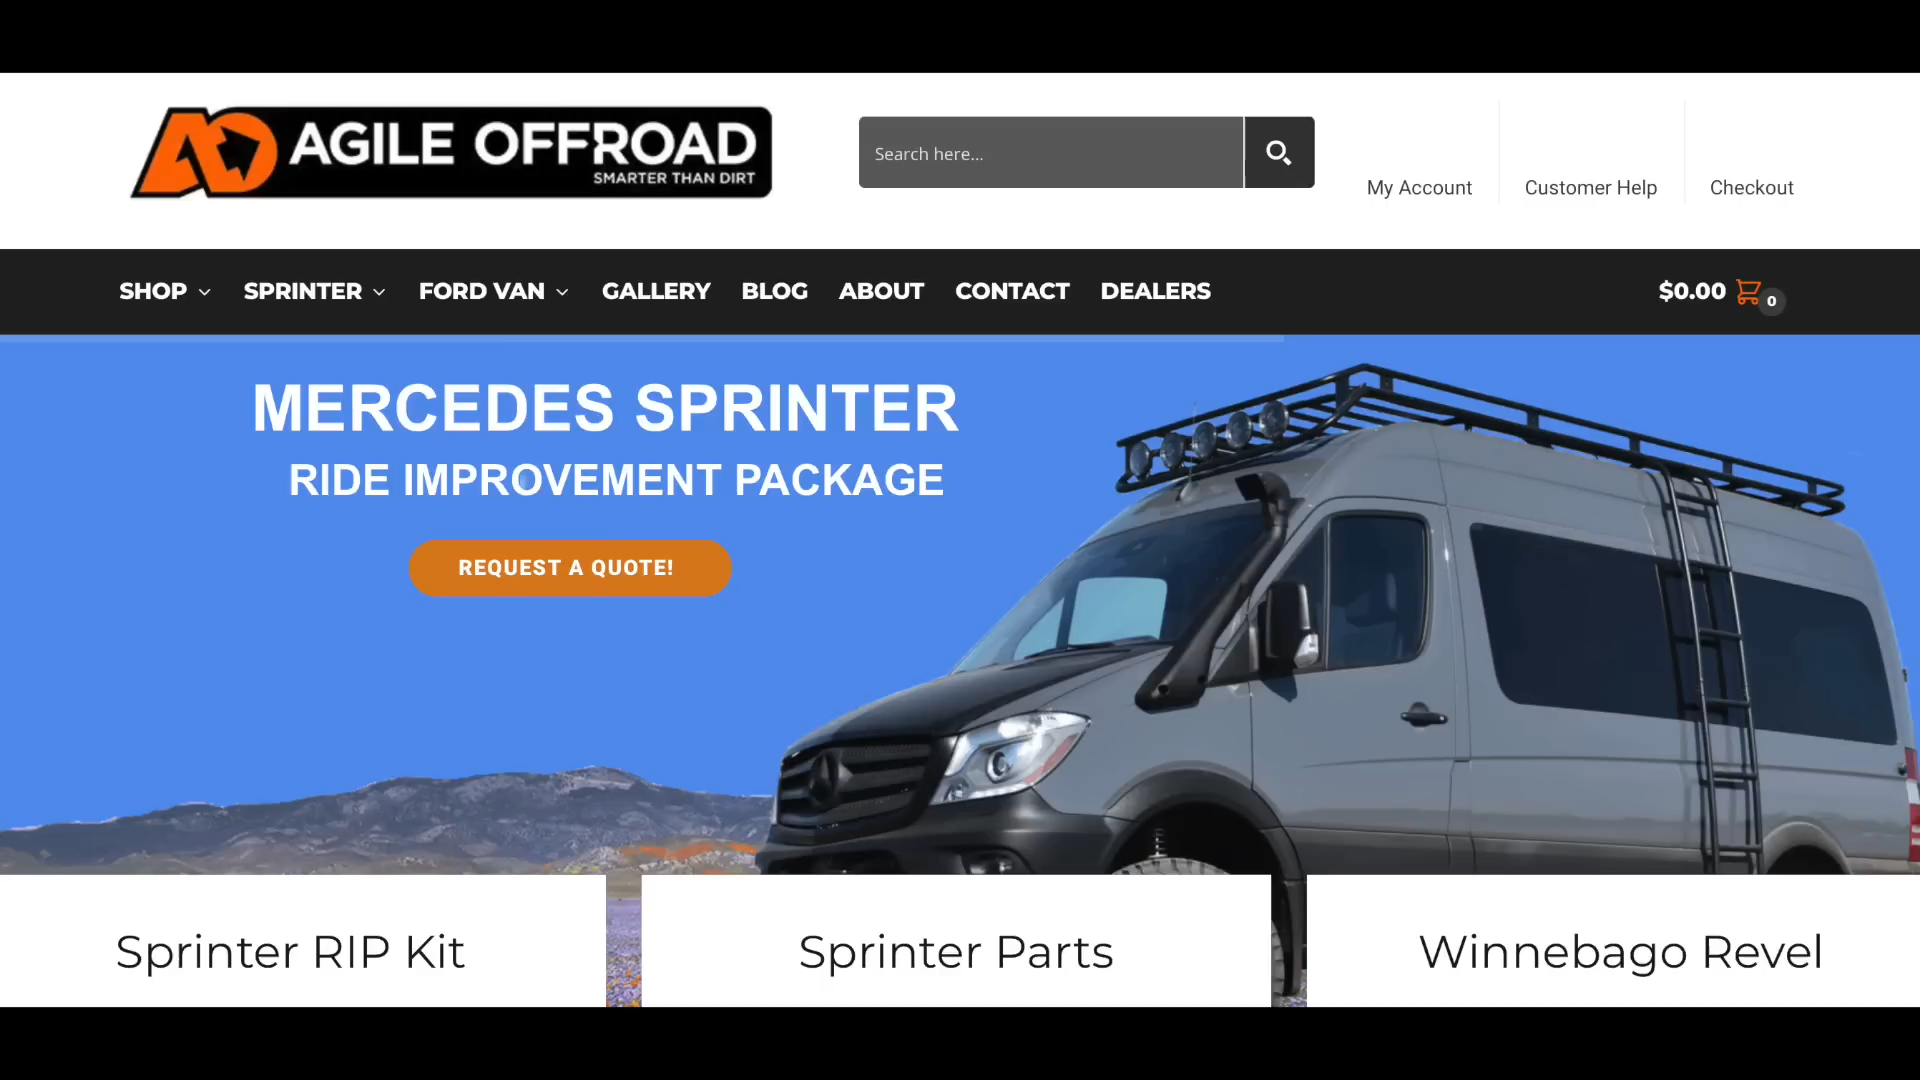 AGILE OFFROAD
SMARTER THAN DIRT
Search here...
My Account
Customer Help
Checkout
SHOP
SPRINTER
FORD VAN
GALLERY
BLOG
ABOUT
CONTACT
DEALERS
$0.00
0
MERCEDES SPRINTER
RIDE IMPROVEMENT PACKAGE
REQUEST A QUOTE!
Sprinter RIP Kit
Sprinter Parts
Winnebago Revel